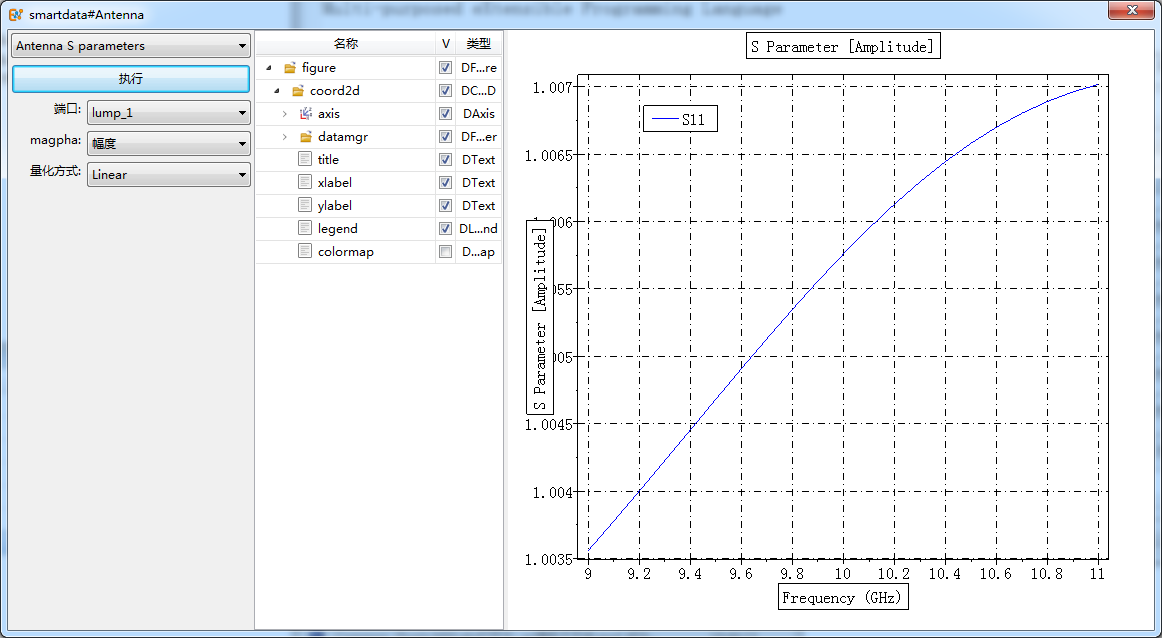 smartdata#Antenna
Multi-purposed eXtensible Programming Language
Antenna S parameters
执行
端口: lump_1
magpha: 幅度
量化方式: Linear
名称 V 类型
figure DF...re
coord2d DC...D
axis DAxis
datamgr DF...er
title DText
xlabel DText
ylabel DText
legend DL...nd
colormap D...ap
S Parameter [Amplitude]
S11
1.007
1.0065
1.006
055
005
1.0045
1.004
1.0035
S Parameter [Amplitude]
9 9.2 9.4 9.6 9.8 10 10.2 10.4 10.6 10.8 11
Frequency (GHz)